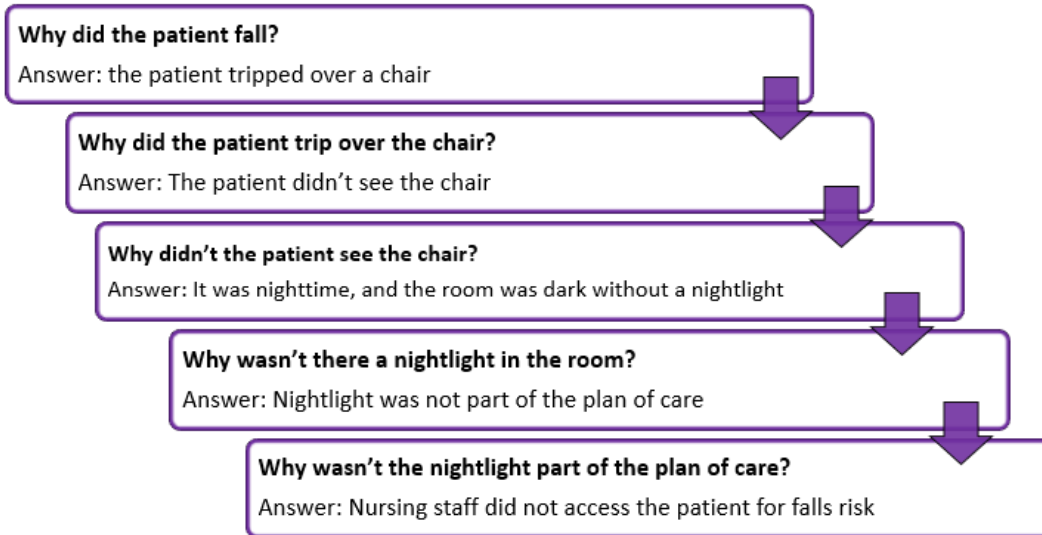 Why did the patient fall?
Answer: the patient tripped over a chair
Why did the patient trip over the chair?
Answer: The patient didn’t see the chair
Why didn’t the patient see the chair?
Answer: It was nighttime, and the room was dark without a nightlight
Why wasn’t there a nightlight in the room?
Answer: Nightlight was not part of the plan of care
Why wasn’t the nightlight part of the plan of care?
Answer: Nursing staff did not access the patient for falls risk